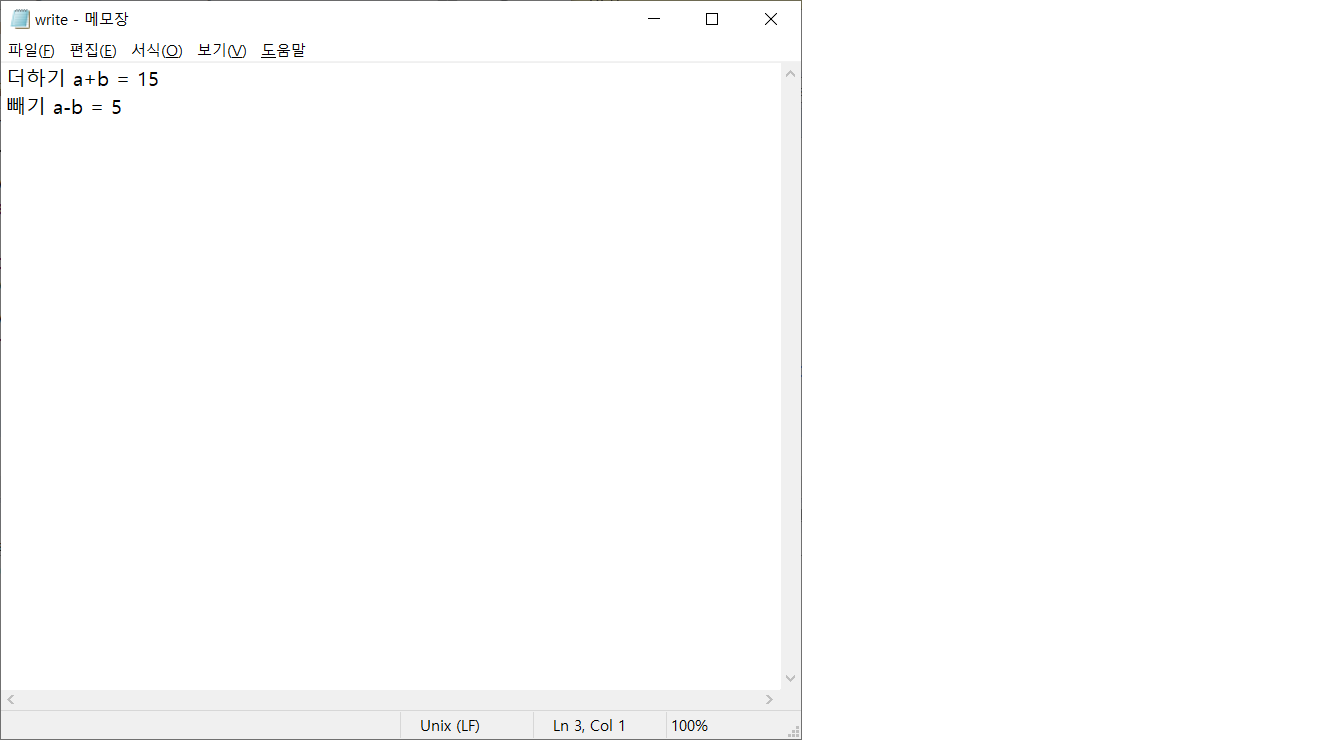 write - 메모장
파일(F) 편집(E) 서식(O) 보기(V) 도움말
더하기 a+b = 15
빼기 a-b = 5
Unix (LF) Ln 3, Col 1 100%